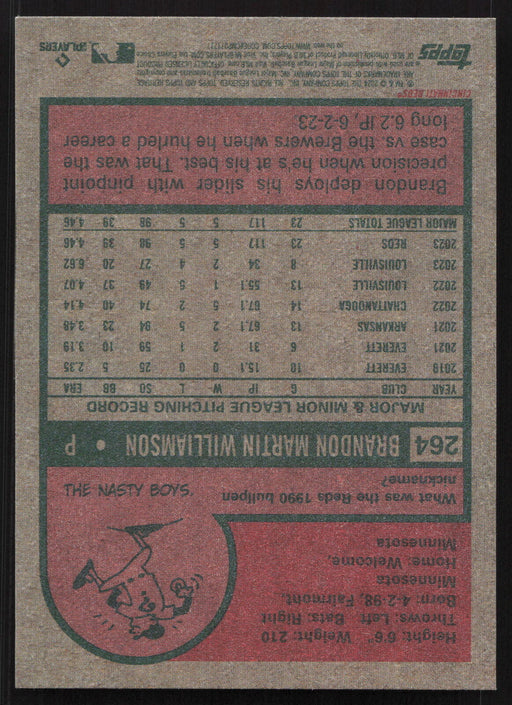 Height: 6'6" Weight: 210
Throws: Left Bats: Right
Born: 4-2-98, Fairmont,
Minnesota
Home: Welcome,
Minnesota
What was the Reds 1990 bullpen
nickname?
THE NASTY BOYS.
264 BRANDON MARTIN WILLIAMSON • P
MAJOR & MINOR LEAGUE PITCHING RECORD
YEAR CLUB G IP W L SO BB ERA
2019 EVERETT 15.1 25 5 2.35
2021 EVERETT 6 31 2 1 59 10 3.19
2021 ARKANSAS 13 67.1 2 5 94 23 3.48
2022 CHATTANOOGA 14 67.1 5 2 74 40 4.14
2022 LOUISVILLE 13 55.1 1 5 49 37 4.07
2023 LOUISVILLE 8 34 2 4 27 20 6.62
2023 REDS 23 117 5 5 98 39 4.46
MAJOR LEAGUE TOTALS 23 117 5 5 98 39 4.46
Brandon deploys his slider with pinpoint
precision when he's at his best. That was the
case vs. the Brewers when he hurled a career
long 6.2 IP, 6-2-23
CINCINNATI REDS®
topps
PLAYERS